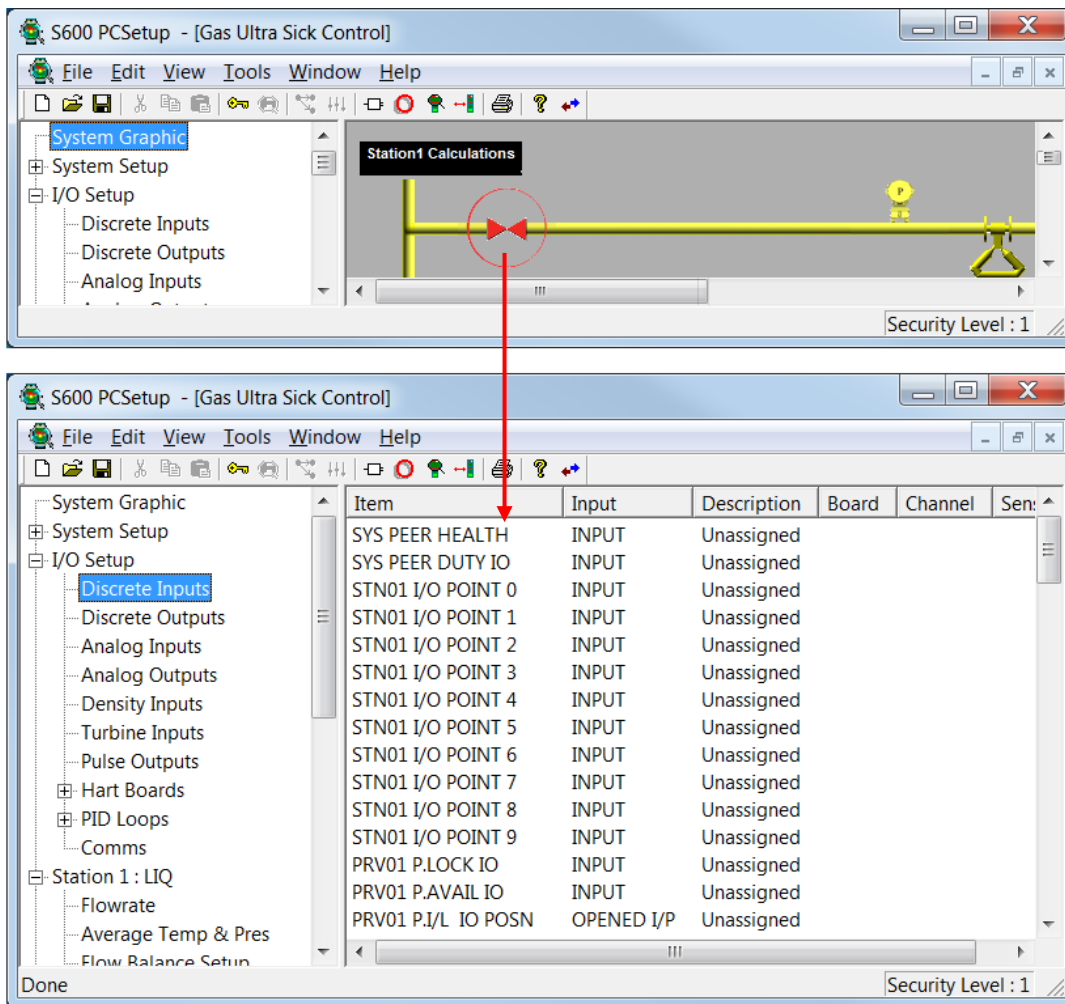 S600 PCSetup - [Gas Ultra Sick Control]
File Edit View Tools Window Help
System Graphic
System Setup
I/O Setup
Discrete Inputs
Discrete Outputs
Analog Inputs
Station1 Calculations
P
Security Level : 1
S600 PCSetup - [Gas Ultra Sick Control]
File Edit View Tools Window Help
System Graphic
System Setup
I/O Setup
Discrete Inputs
Discrete Outputs
Analog Inputs
Analog Outputs
Density Inputs
Turbine Inputs
Pulse Outputs
Hart Boards
PID Loops
Comms
Station 1 : LIQ
Flowrate
Average Temp & Pres
Flow Balance Setup
Item Input Description Board Channel Sens
SYS PEER HEALTH INPUT Unassigned
SYS PEER DUTY IO INPUT Unassigned
STN01 I/O POINT 0 INPUT Unassigned
STN01 I/O POINT 1 INPUT Unassigned
STN01 I/O POINT 2 INPUT Unassigned
STN01 I/O POINT 3 INPUT Unassigned
STN01 I/O POINT 4 INPUT Unassigned
STN01 I/O POINT 5 INPUT Unassigned
STN01 I/O POINT 6 INPUT Unassigned
STN01 I/O POINT 7 INPUT Unassigned
STN01 I/O POINT 8 INPUT Unassigned
STN01 I/O POINT 9 INPUT Unassigned
PRV01 P.LOCK IO INPUT Unassigned
PRV01 P.AVAIL IO INPUT Unassigned
PRV01 P.I/L IO POSN OPENED I/P Unassigned
Done
Security Level : 1